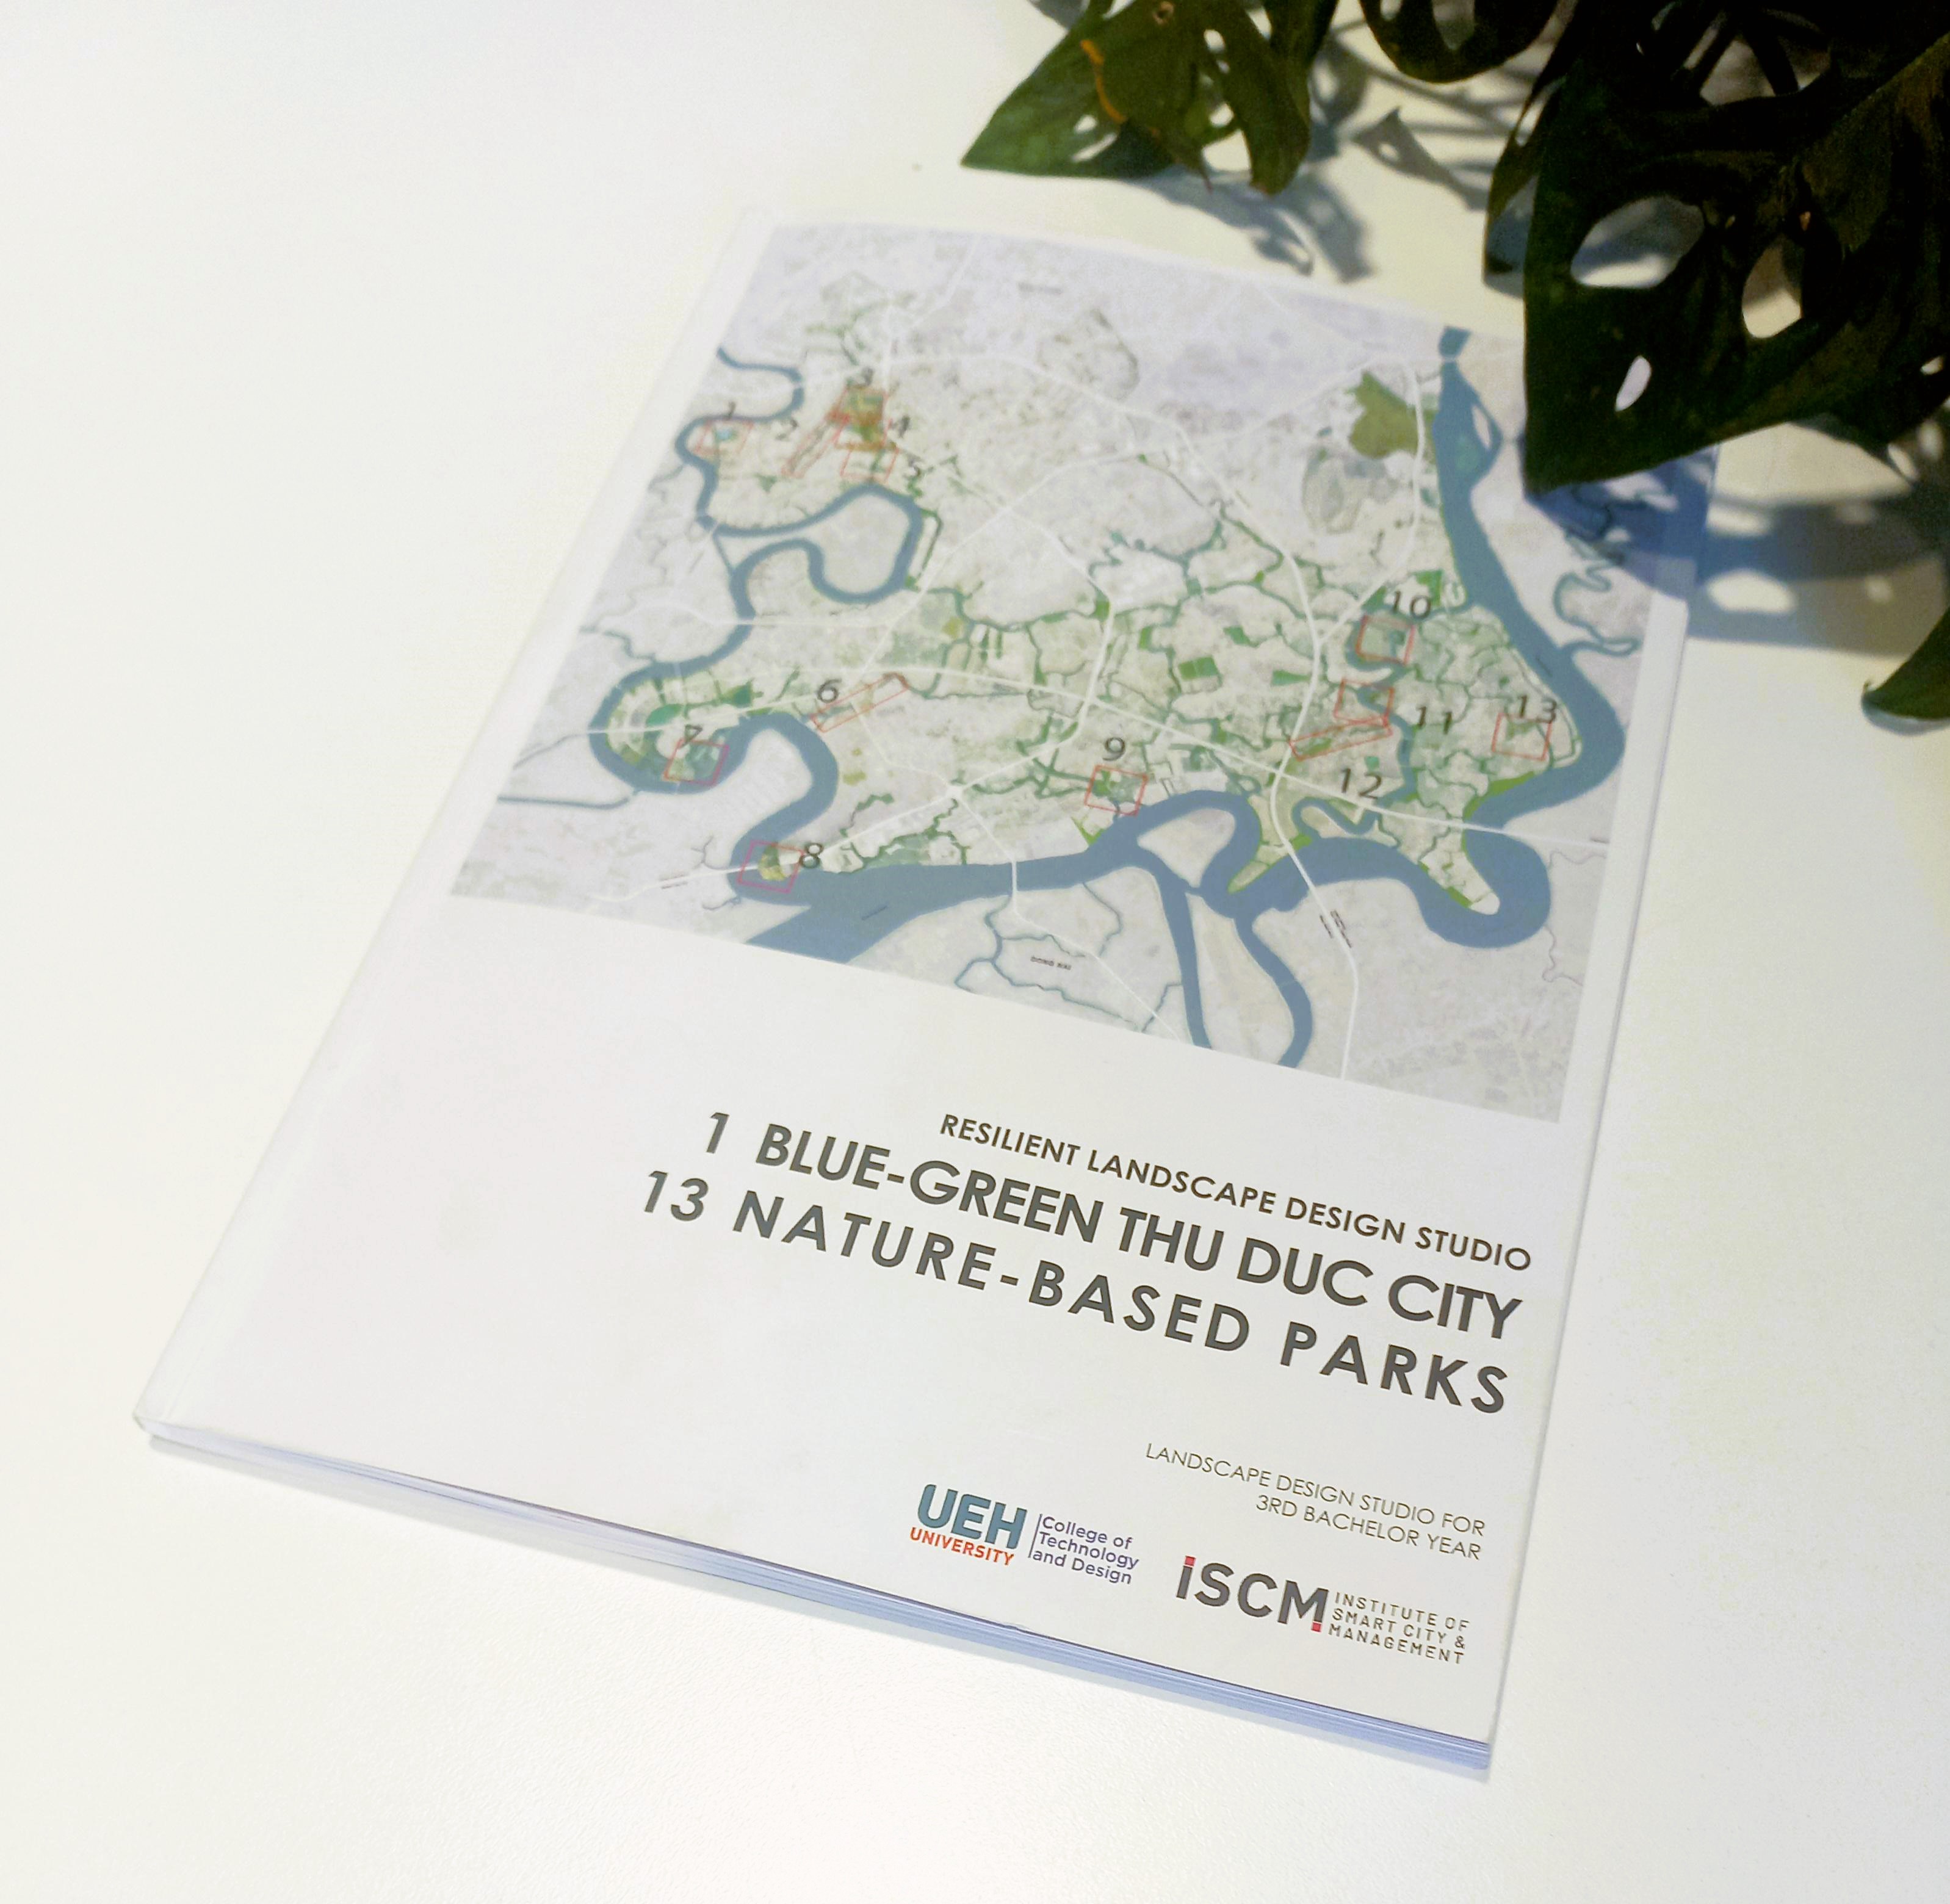 3
1
2
4
5
10
6
13
11
7
9
12
8
DONG NAI
RESILIENT LANDSCAPE DESIGN STUDIO
1 BLUE-GREEN THU DUC CITY
13 NATURE-BASED PARKS
LANDSCAPE DESIGN STUDIO FOR
3RD BACHELOR YEAR
UEH
UNIVERSITY
College of
Technology
and Design
iSCM
INSTITUTE OF
SMART CITY &
MANAGEMENT